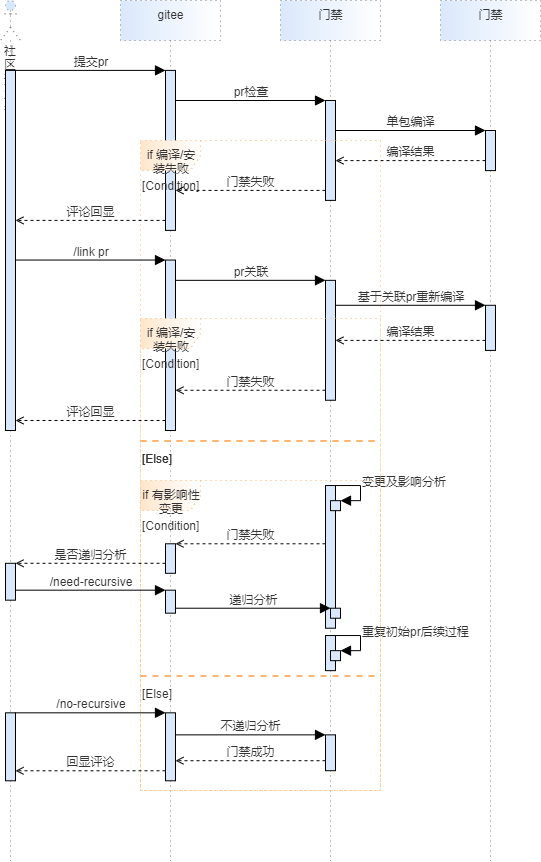 gitee
门禁
门禁
社
区
提交pr
pr检查
单包编译
if 编译/安
装失败
编译结果
[Condition]
门禁失败
评论回显
/link pr
pr关联
基于关联pr重新编译
if 编译/安
装失败
编译结果
[Condition]
门禁失败
评论回显
[Else]
变更及影响分析
if 有影响性
变更
[Condition]
门禁失败
是否递归分析
/need-recursive
递归分析
重复初始pr后续过程
[Else]
/no-recursive
不递归分析
门禁成功
回显评论